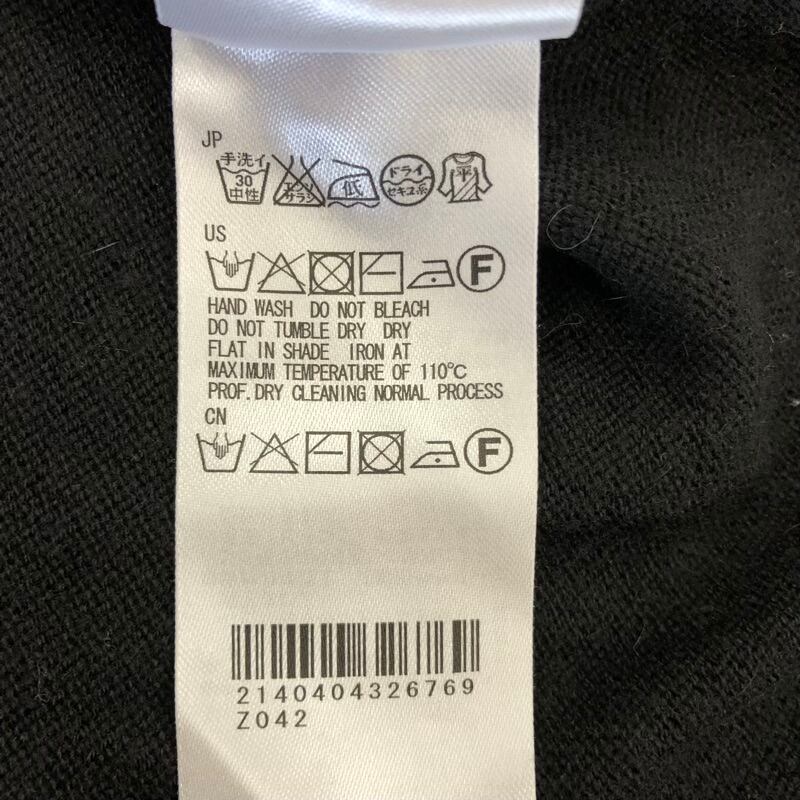 JP
手洗イ
30
中性
エンソ
サラシ
低
ドライ
セキユ系
平
US
F
HAND WASH DO NOT BLEACH
DO NOT TUMBLE DRY DRY
FLAT IN SHADE IRON AT
MAXIMUM TEMPERATURE OF 110℃
PROF.DRY CLEANING NORMAL PROCESS
CN
F
2140404326769
Z042